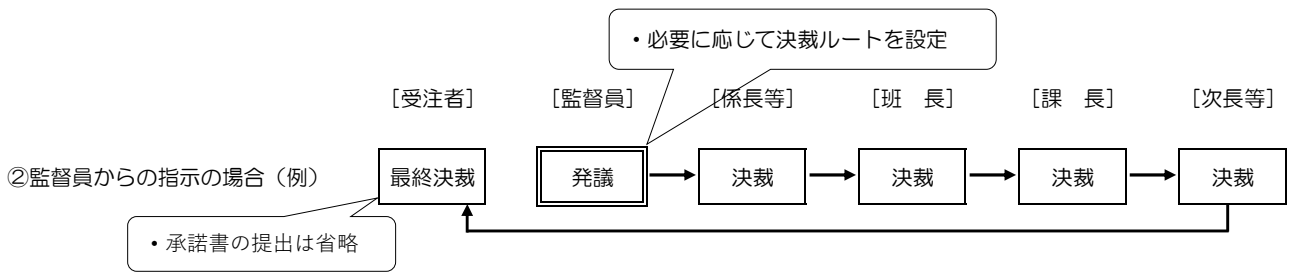 ・必要に応じて決裁ルートを設定
［受注者］ ［監督員］ ［係長等］ ［班　長］ ［課　長］ ［次長等］
②監督員からの指示の場合（例） 最終決裁 発議 決裁 決裁 決裁 決裁
・承諾書の提出は省略